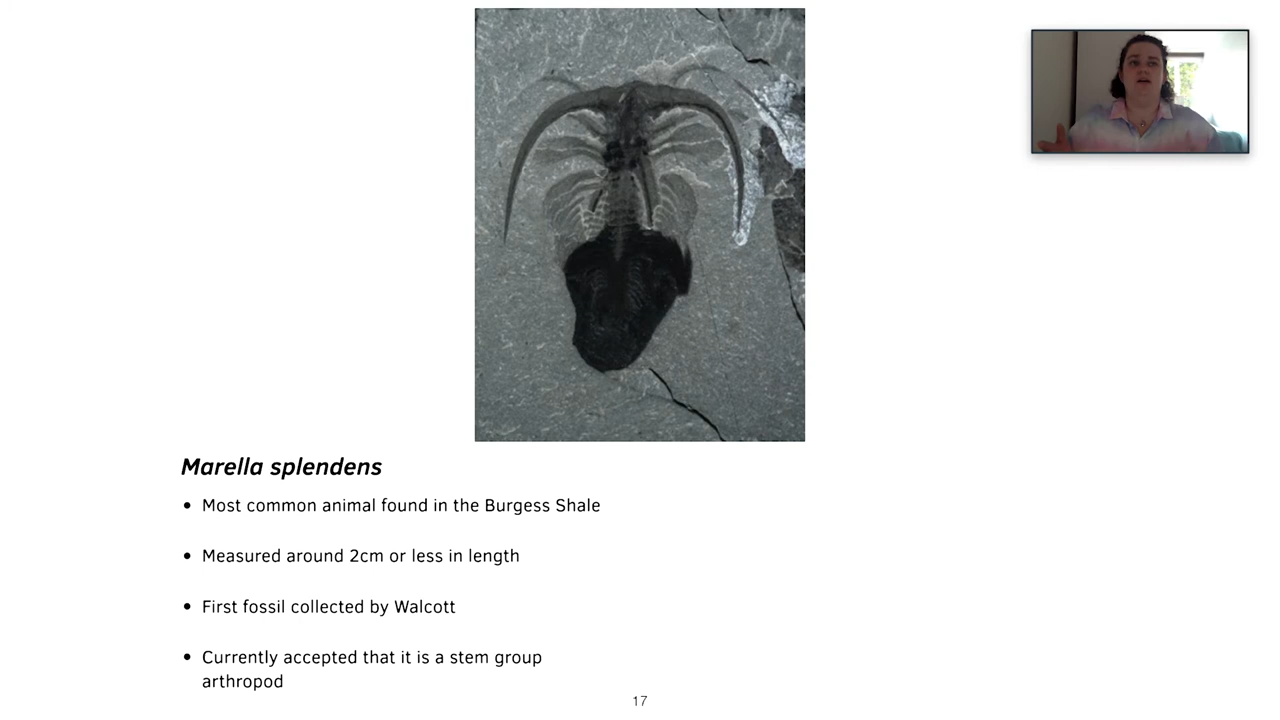 Marella splendens
• Most common animal found in the Burgess Shale
• Measured around 2cm or less in length
• First fossil collected by Walcott
• Currently accepted that it is a stem group
arthropod
17